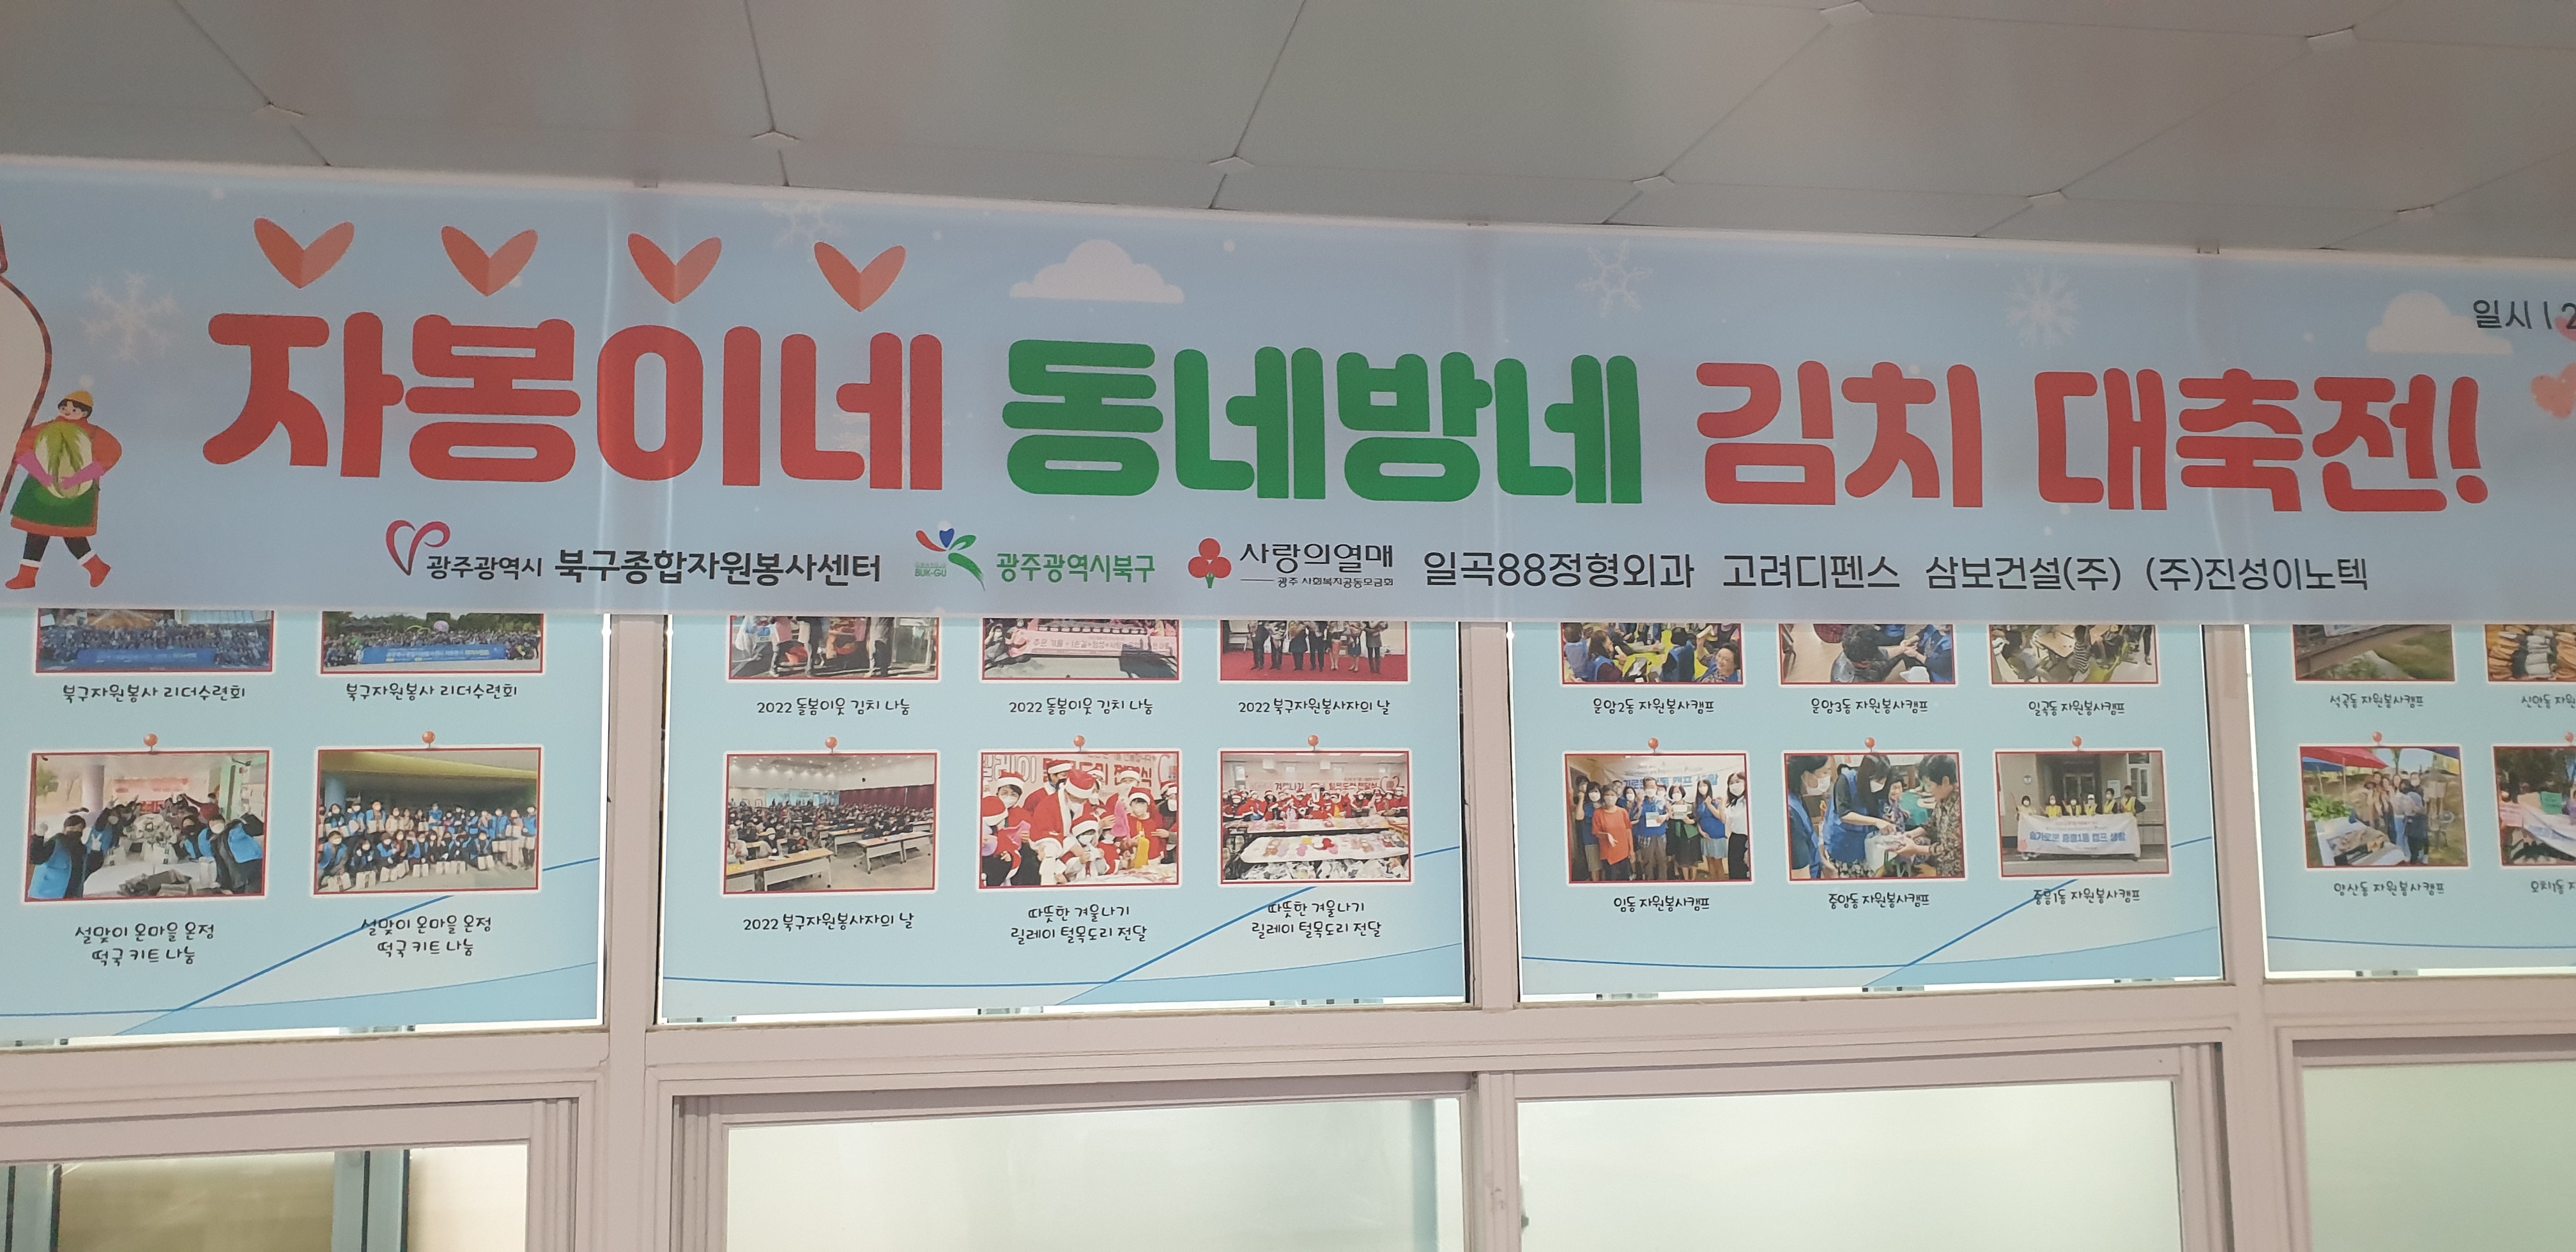 일시 | 2
자봉이네 동네방네 김치 대축전!
광주광역시 북구종합자원봉사센터 BUK-GU 광주광역시북구 사랑의열매 광주 사회복지공동모금회 일곡88정형외과 고려디펜스 삼보건설(주) (주)진성이노텍
북구자원봉사 리더수련회
북구자원봉사 리더수련회
2022 돌봄이웃 김치 나눔
2022 돌봄이웃 김치 나눔
2022 북구자원봉사자의 날
운암2동 자원봉사캠프
운암3동 자원봉사캠프
일곡동 자원봉사캠프
석곡동 자원봉사캠프
신안동 자원
설맞이 온마을 온정
떡국 키트 나눔
설맞이 온마을 온정
떡국 키트 나눔
2022 북구자원봉사자의 날
따뜻한 겨울나기
릴레이 털목도리 전달
따뜻한 겨울나기
릴레이 털목도리 전달
임동 자원봉사캠프
중앙동 자원봉사캠프
중흥1동 자원봉사캠프
양산동 자원봉사캠프
오치1동